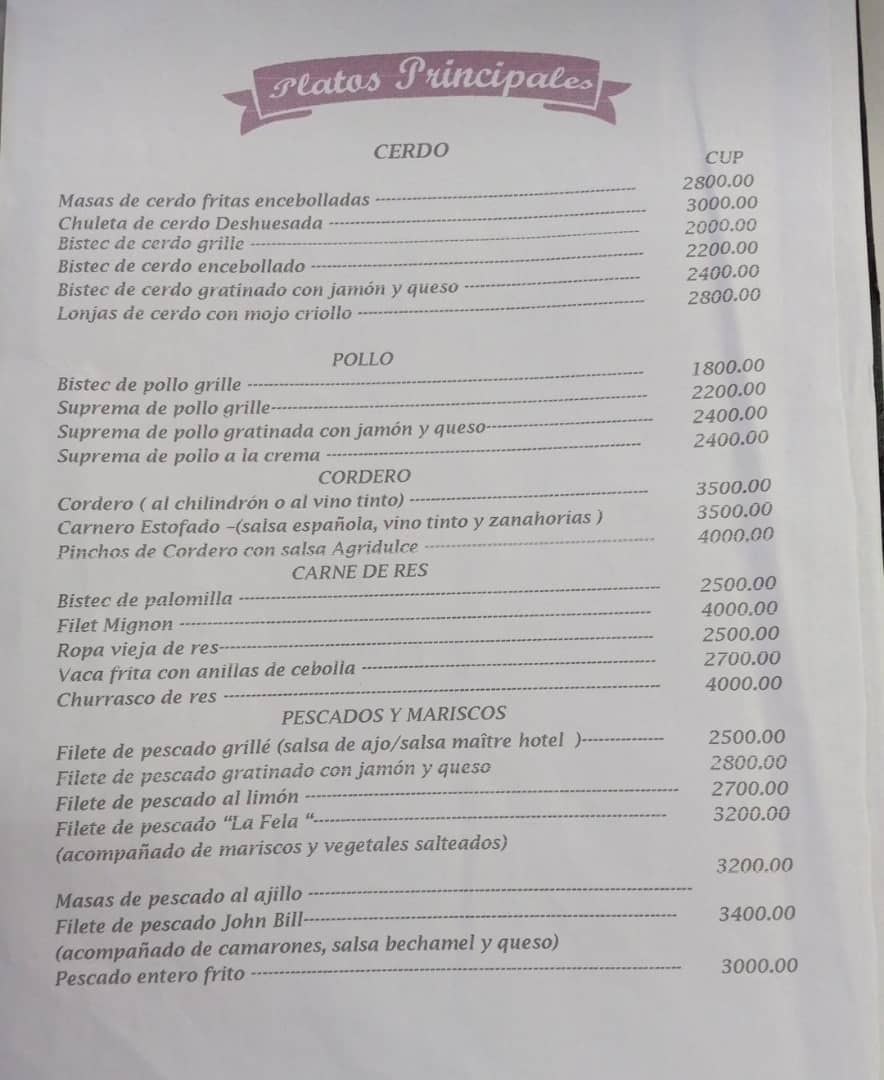 Platos Principales
CERDO
CUP
Masas de cerdo fritas encebolladas ---------- 2800.00
Chuleta de cerdo Deshuesada ---------- 3000.00
Bistec de cerdo grille ---------- 2000.00
Bistec de cerdo encebollado ---------- 2200.00
Bistec de cerdo gratinado con jamón y queso ---------- 2400.00
Lonjas de cerdo con mojo criollo ---------- 2800.00
POLLO
Bistec de pollo grille ---------- 1800.00
Suprema de pollo grille---------- 2200.00
Suprema de pollo gratinada con jamón y queso---------- 2400.00
Suprema de pollo a la crema ---------- 2400.00
CORDERO
Cordero ( al chilindrón o al vino tinto) ---------- 3500.00
Carnero Estofado –(salsa española, vino tinto y zanahorias ) 3500.00
Pinchos de Cordero con salsa Agridulce ---------- 4000.00
CARNE DE RES
Bistec de palomilla ---------- 2500.00
Filet Mignon ---------- 4000.00
Ropa vieja de res---------- 2500.00
Vaca frita con anillas de cebolla ---------- 2700.00
Churrasco de res ---------- 4000.00
PESCADOS Y MARISCOS
Filete de pescado grillé (salsa de ajo/salsa maître hotel )---------- 2500.00
Filete de pescado gratinado con jamón y queso 2800.00
Filete de pescado al limón ---------- 2700.00
Filete de pescado “La Fela “---------- 3200.00
(acompañado de mariscos y vegetales salteados)
Masas de pescado al ajillo ---------- 3200.00
Filete de pescado John Bill---------- 3400.00
(acompañado de camarones, salsa bechamel y queso)
Pescado entero frito ---------- 3000.00